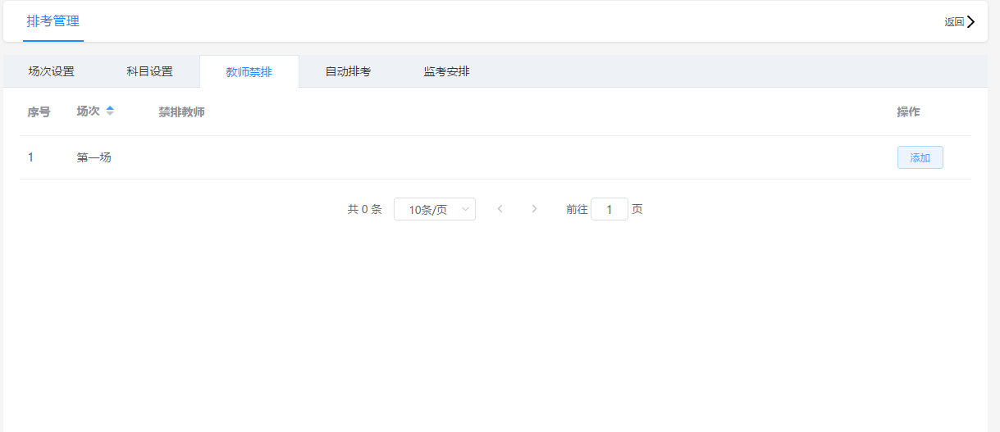 排考管理
返回
场次设置 科目设置 教师禁排 自动排考 监考安排
序号 场次 禁排教师 操作
1 第一场 添加
共 0 条 10条/页 前往 1 页